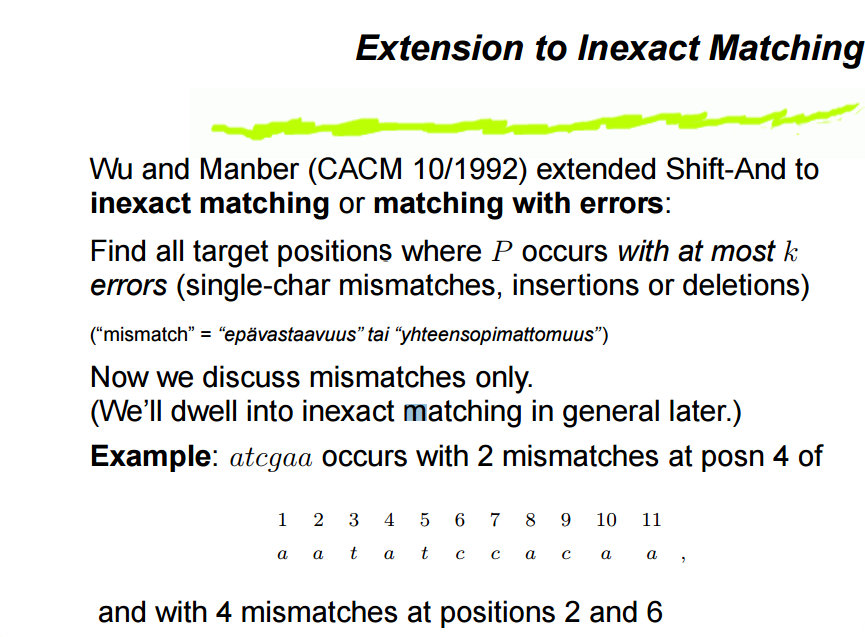 Extension to Inexact Matching
Wu and Manber (CACM 10/1992) extended Shift-And to
inexact matching or matching with errors:
Find all target positions where P occurs with at most k
errors (single-char mismatches, insertions or deletions)
(“mismatch” = “epävastaavuus” tai “yhteensopimattomuus”)
Now we discuss mismatches only.
(We’ll dwell into inexact matching in general later.)
Example: atcgaa occurs with 2 mismatches at posn 4 of
1 2 3 4 5 6 7 8 9 10 11
a a t a t c c a c a a ,
and with 4 mismatches at positions 2 and 6